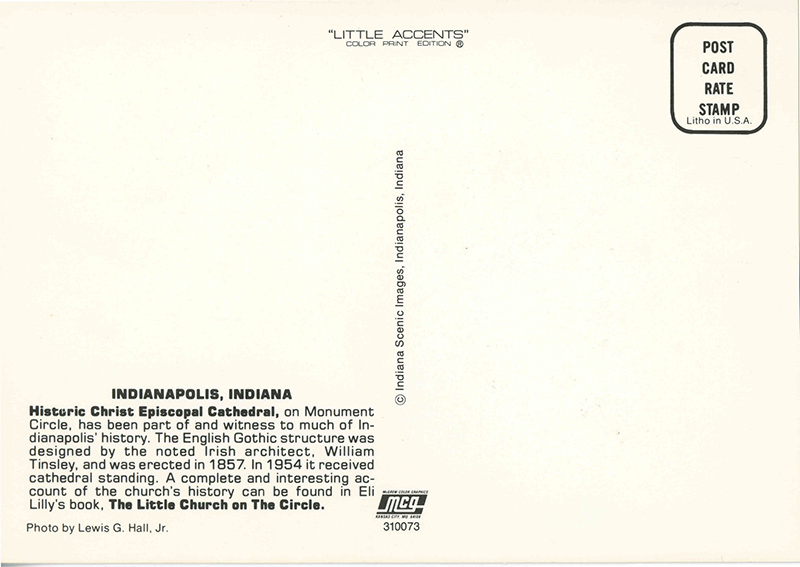 "LITTLE ACCENTS"
COLOR PRINT EDITION ®
POST
CARD
RATE
STAMP
Litho in U.S.A.
© Indiana Scenic Images, Indianapolis, Indiana
INDIANAPOLIS, INDIANA
Historic Christ Episcopal Cathedral, on Monument
Circle, has been part of and witness to much of In-
dianapolis' history. The English Gothic structure was
designed by the noted Irish architect, William
Tinsley, and was erected in 1857. In 1954 it received
cathedral standing. A complete and interesting ac-
count of the church's history can be found in Eli
Lilly's book, The Little Church on The Circle.
Photo by Lewis G. Hall, Jr.
McGREW COLOR GRAPHICS
mcg
KANSAS CITY, MO. 64108
310073